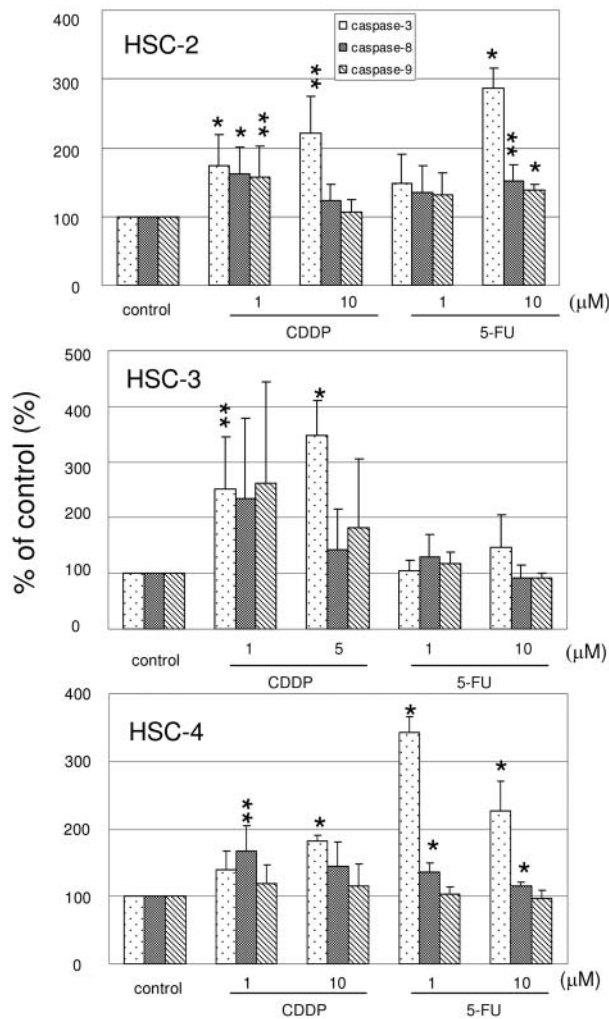 HSC-2
caspase-3
caspase-8
caspase-9
400
300
200
100
0
* * ** ** * ** *
control 1 10 1 10 (μM)
CDDP 5-FU
HSC-3
500
400
300
200
100
0
** *
control 1 5 1 10 (μM)
CDDP 5-FU
HSC-4
400
300
200
100
0
** * * * * *
control 1 10 1 10 (μM)
CDDP 5-FU
% of control (%)